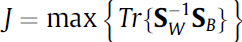 J = max { Tr{S_W^{-1} S_B} }